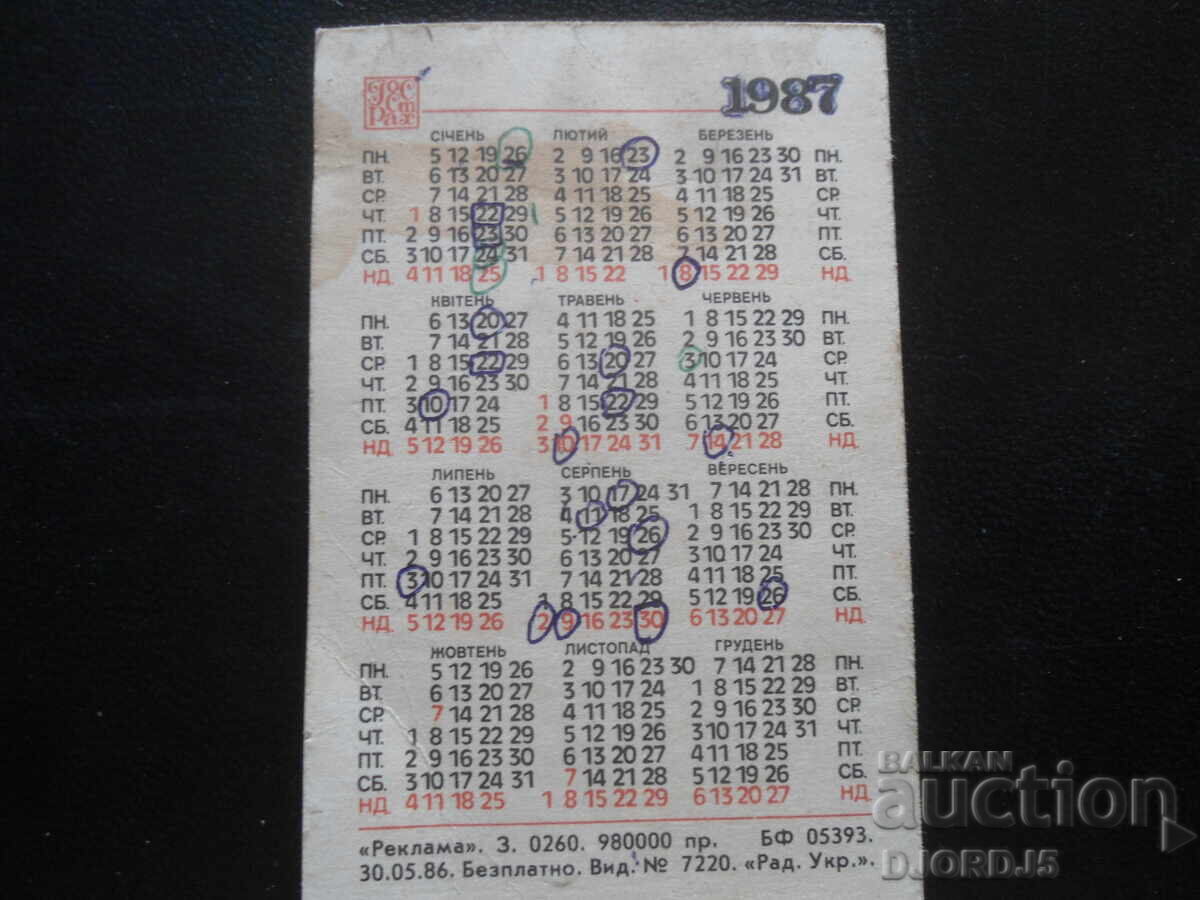 ГОС
СТ
РАХ
1987
СІЧЕНЬ ЛЮТИЙ БЕРЕЗЕНЬ
ПН. 5 12 19 26 2 9 16 23 2 9 16 23 30 ПН.
ВТ. 6 13 20 27 3 10 17 24 3 10 17 24 31 ВТ.
СР. 7 14 21 28 4 11 18 25 4 11 18 25 СР.
ЧТ. 1 8 15 22 29 5 12 19 26 5 12 19 26 ЧТ.
ПТ. 2 9 16 23 30 6 13 20 27 6 13 20 27 ПТ.
СБ. 3 10 17 24 31 7 14 21 28 7 14 21 28 СБ.
НД. 4 11 18 25 1 8 15 22 1 8 15 22 29 НД.
КВІТЕНЬ ТРАВЕНЬ ЧЕРВЕНЬ
ПН. 6 13 20 27 4 11 18 25 1 8 15 22 29 ПН.
ВТ. 7 14 21 28 5 12 19 26 2 9 16 23 30 ВТ.
СР. 1 8 15 22 29 6 13 20 27 3 10 17 24 СР.
ЧТ. 2 9 16 23 30 7 14 21 28 4 11 18 25 ЧТ.
ПТ. 3 10 17 24 1 8 15 22 29 5 12 19 26 ПТ.
СБ. 4 11 18 25 2 9 16 23 30 6 13 20 27 СБ.
НД. 5 12 19 26 3 10 17 24 31 7 14 21 28 НД.
ЛИПЕНЬ СЕРПЕНЬ ВЕРЕСЕНЬ
ПН. 6 13 20 27 3 10 17 24 31 7 14 21 28 ПН.
ВТ. 7 14 21 28 4 11 18 25 1 8 15 22 29 ВТ.
СР. 1 8 15 22 29 5 12 19 26 2 9 16 23 30 СР.
ЧТ. 2 9 16 23 30 6 13 20 27 3 10 17 24 ЧТ.
ПТ. 3 10 17 24 31 7 14 21 28 4 11 18 25 ПТ.
СБ. 4 11 18 25 1 8 15 22 29 5 12 19 26 СБ.
НД. 5 12 19 26 2 9 16 23 30 6 13 20 27 НД.
ЖОВТЕНЬ ЛИСТОПАД ГРУДЕНЬ
ПН. 5 12 19 26 2 9 16 23 30 7 14 21 28 ПН.
ВТ. 6 13 20 27 3 10 17 24 1 8 15 22 29 ВТ.
СР. 7 14 21 28 4 11 18 25 2 9 16 23 30 СР.
ЧТ. 1 8 15 22 29 5 12 19 26 3 10 17 24 31 ЧТ.
ПТ. 2 9 16 23 30 6 13 20 27 4 11 18 25 ПТ.
СБ. 3 10 17 24 31 7 14 21 28 5 12 19 26 СБ.
НД. 4 11 18 25 1 8 15 22 29 6 13 20 27 НД.
«Реклама». З. 0260. 980000 пр. БФ 05393.
30.05.86. Безплатно. Вид. № 7220. «Рад. Укр.».
BALKAN
auction
DJORDJ5